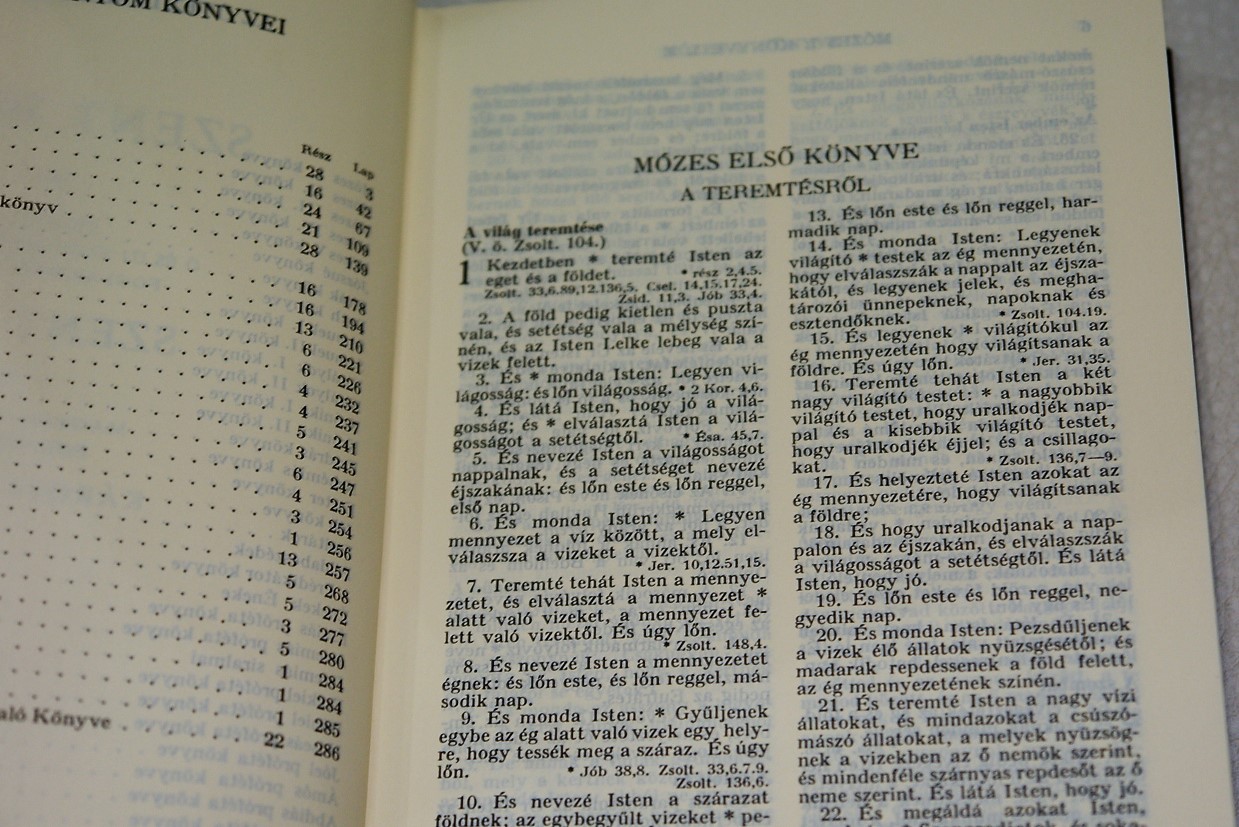 KÖNYVEI
Rész Lap
28 3
16 42
24 67
könyv 21 109
28 139
16 178
16 194
13 210
6 221
6 226
4 232
4 237
5 241
3 245
6 247
4 251
3 254
1 256
13 257
5 268
5 272
3 277
5 280
1 284
1 284
1 285
aló Könyve 22 286
MÓZES ELSŐ KÖNYVE
A TEREMTÉSRŐL
A világ teremtése
(V. ö. Zsolt. 104.)
1 Kezdetben * teremté Isten az
eget és a földet. * rész 2,4.5.
Zsolt. 33,6.89,12.136,5. Csel. 14,15.17,24.
Zsid. 11,3. Jób 33,4.
2. A föld pedig kietlen és puszta
vala, és setétség vala a mélység szí-
nén, és az Isten Lelke lebeg vala a
vizek felett.
3. És * monda Isten: Legyen vi-
lágosság: és lőn világosság. * 2 Kor. 4,6.
4. És látá Isten, hogy jó a vilá-
gosság; és * elválasztá Isten a vilá-
gosságot a setétségtől. * Ésa. 45,7.
5. És nevezé Isten a világosságot
nappalnak, és a setétséget nevezé
éjszakának: és lőn este és lőn reggel,
első nap.
6. És monda Isten: * Legyen
mennyezet a víz között, a mely el-
válaszsza a vizeket a vizektől.
* Jer. 10,12.51,15.
7. Teremté tehát Isten a mennye-
zetet, és elválasztá a mennyezet *
alatt való vizeket, a mennyezet fe-
lett való vizektől. És úgy lőn.
* Zsolt. 148,4.
8. És nevezé Isten a mennyezetet
égnek: és lőn este, és lőn reggel, má-
sodik nap.
9. És monda Isten: * Gyűljenek
egybe az ég alatt való vizek egy hely-
re, hogy tessék meg a száraz. És úgy
lőn. * Jób 38,8. Zsolt. 33,6.7.9.
Zsolt. 136,6.
10. És nevezé Isten a szárazat
földnek; az egybegyűlt vizeket * pe-
13. És lőn este és lőn reggel, har-
madik nap.
14. És monda Isten: Legyenek
világító * testek az ég mennyezetén,
hogy elválaszszák a nappalt az éjsza-
kától, és legyenek jelek, és megha-
tározói ünnepeknek, napoknak és
esztendőknek. * Zsolt. 104.19.
15. És legyenek * világítókul az
ég mennyezetén hogy világítsanak a
földre. És úgy lőn. * Jer. 31,35.
16. Teremté tehát Isten a két
nagy világító testet: * a nagyobbik
világító testet, hogy uralkodjék nap-
pal és a kisebbik világító testet,
hogy uralkodjék éjjel; és a csillago-
kat. * Zsolt. 136,7—9.
17. És helyezteté Isten azokat az
ég mennyezetére, hogy világítsanak
a földre;
18. És hogy uralkodjanak a nap-
palon és az éjszakán, és elválaszszák
a világosságot a setétségtől. És látá
Isten, hogy jó.
19. És lőn este és lőn reggel, ne-
gyedik nap.
20. És monda Isten: Pezsdűljenek
a vizek élő állatok nyüzsgésétől; és
madarak repdessenek a föld felett,
az ég mennyezetének színén.
21. És teremté Isten a nagy vízi
állatokat, és mindazokat a csúszó-
mászó állatokat, a melyek nyüzsög-
nek a vizekben az ő nemök szerint,
és mindenféle szárnyas repdesőt az ő
neme szerint. És látá Isten, hogy jó.
22. És megáldá azokat Isten,